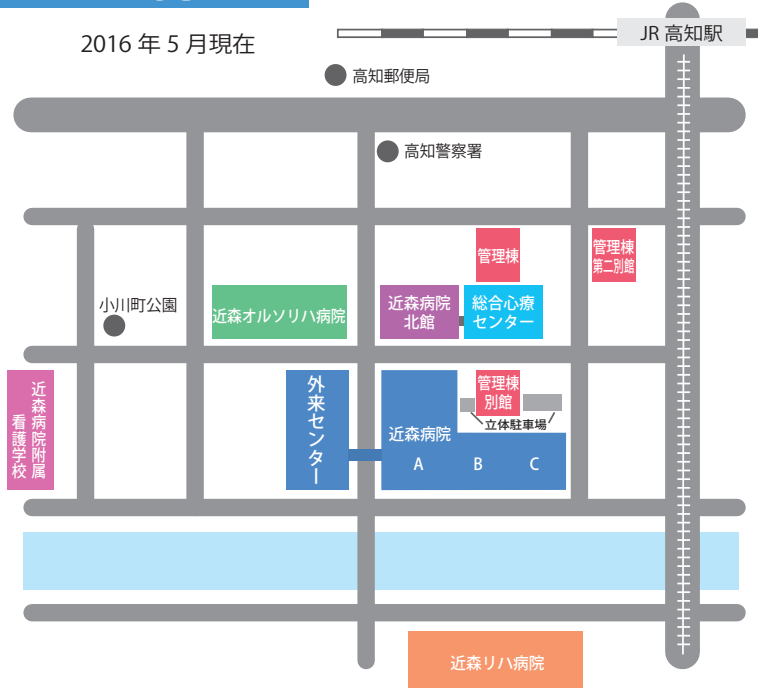 2016 年 5 月現在
JR 高知駅
高知郵便局
高知警察署
管理棟
管理棟
第二別館
小川町公園
近森オルソリハ病院
近森病院
北館
総合心療
センター
近森病院附属
看護学校
外来センター
近森病院
管理棟
別館
立体駐車場
A B C
近森リハ病院